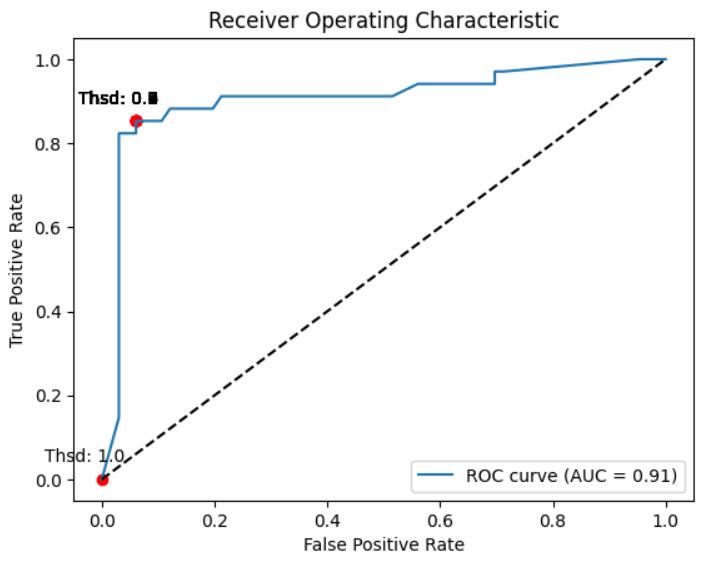 Receiver Operating Characteristic
True Positive Rate
1.0
0.8
0.6
0.4
0.2
0.0
Thsd:
Thsd: 1.0
ROC curve (AUC = 0.91)
0.0 0.2 0.4 0.6 0.8 1.0
False Positive Rate